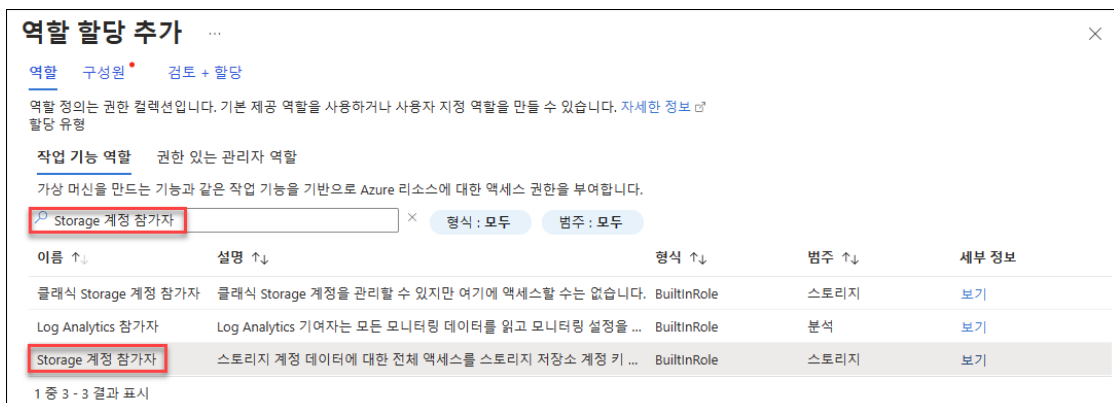 역할 할당 추가 ...
역할 구성원 검토 + 할당
역할 정의는 권한 컬렉션입니다. 기본 제공 역할을 사용하거나 사용자 지정 역할을 만들 수 있습니다. 자세한 정보
할당 유형
작업 기능 역할 권한 있는 관리자 역할
가상 머신을 만드는 기능과 같은 작업 기능을 기반으로 Azure 리소스에 대한 액세스 권한을 부여합니다.
Storage 계정 참가자 형식 : 모두 범주 : 모두
이름 ↑↓ 설명 ↑↓ 형식 ↑↓ 범주 ↑↓ 세부 정보
클래식 Storage 계정 참가자 클래식 Storage 계정을 관리할 수 있지만 여기에 액세스할 수는 없습니다. BuiltInRole 스토리지 보기
Log Analytics 참가자 Log Analytics 기여자는 모든 모니터링 데이터를 읽고 모니터링 설정을 ... BuiltInRole 분석 보기
Storage 계정 참가자 스토리지 계정 데이터에 대한 전체 액세스를 스토리지 저장소 계정 키 ... BuiltInRole 스토리지 보기
1 중 3 - 3 결과 표시